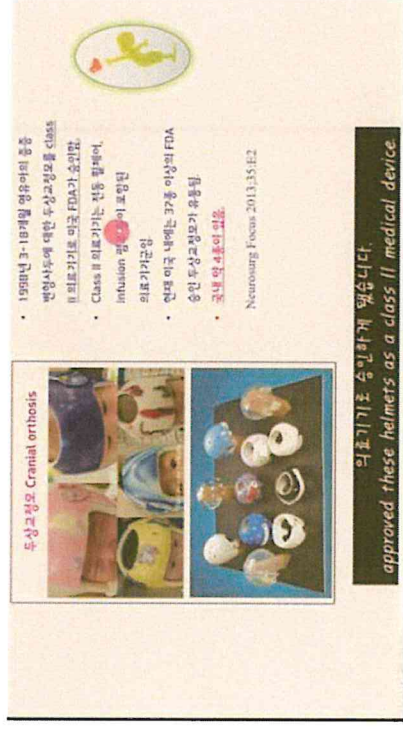 두상교정모 Cranial orthosis
• 1998년 3-18개월 영유아의 중증
변형사두에 대한 두상교정모를 class
II 의료기기로 미국 FDA가 승인함.
• Class II 의료기기는 전동 휠체어,
Infusion 이 포함된
의료기기군임
• 현재 미국 내에는 37종 이상의 FDA
승인 두상교정모가 유통됨.
• 국내 약 4종이 있음.
Neurosurg Focus 2013;35:E2
의료기기로 승인하게 됐습니다.
approved these helmets as a class II medical device.